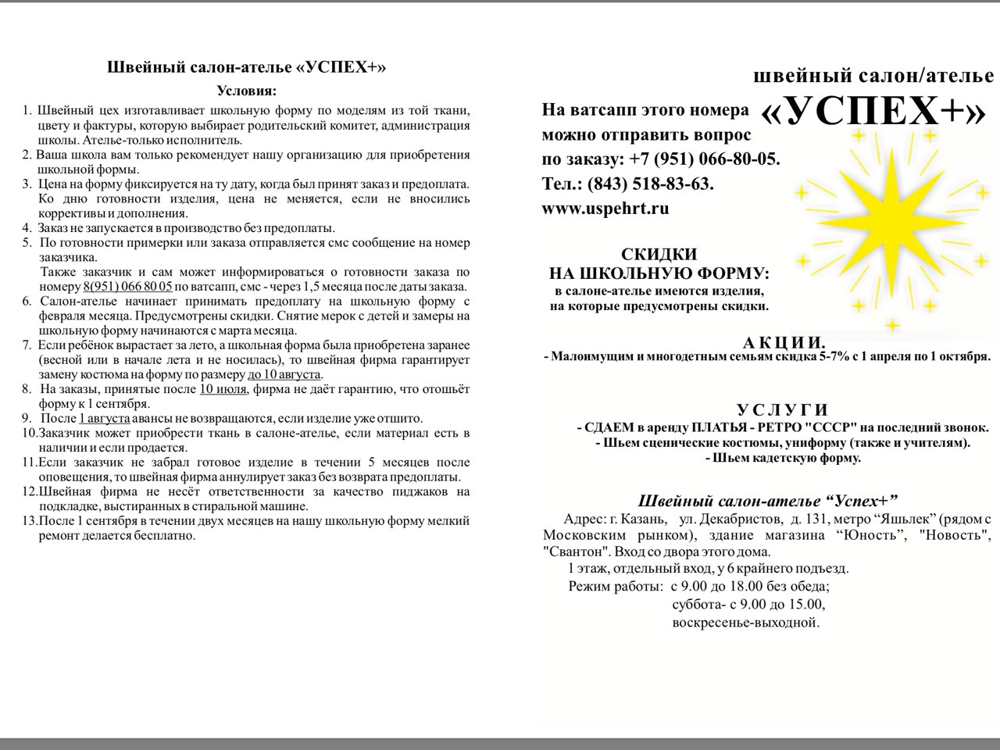 Швейный салон-ателье «УСПЕХ+»
Условия:
1. Швейный цех изготавливает школьную форму по моделям из той ткани,
цвету и фактуры, которую выбирает родительский комитет, администрация
школы. Ателье-только исполнитель.
2. Ваша школа вам только рекомендует нашу организацию для приобретения
школьной формы.
3. Цена на форму фиксируется на ту дату, когда был принят заказ и предоплата.
Ко дню готовности изделия, цена не меняется, если не вносились
коррективы и дополнения.
4. Заказ не запускается в производство без предоплаты.
5. По готовности примерки или заказа отправляется смс сообщение на номер
заказчика.
Также заказчик и сам может информироваться о готовности заказа по
номеру 8(951) 066 80 05 по ватсапп, смс - через 1,5 месяца после даты заказа.
6. Салон-ателье начинает принимать предоплату на школьную форму с
февраля месяца. Предусмотрены скидки. Снятие мерок с детей и замеры на
школьную форму начинаются с марта месяца.
7. Если ребёнок вырастает за лето, а школьная форма была приобретена заранее
(весной или в начале лета и не носилась), то швейная фирма гарантирует
замену костюма на форму по размеру до 10 августа.
8. На заказы, принятые после 10 июля, фирма не даёт гарантию, что отошьёт
форму к 1 сентября.
9. После 1 августа авансы не возвращаются, если изделие уже отшито.
10.Заказчик может приобрести ткань в салоне-ателье, если материал есть в
наличии и если продается.
11.Если заказчик не забрал готовое изделие в течении 5 месяцев после
оповещения, то швейная фирма аннулирует заказ без возврата предоплаты.
12.Швейная фирма не несёт ответственности за качество пиджаков на
подкладке, выстиранных в стиральной машине.
13.После 1 сентября в течении двух месяцев на нашу школьную форму мелкий
ремонт делается бесплатно.
швейный салон/ателье
«УСПЕХ+»
На ватсапп этого номера
можно отправить вопрос
по заказу: +7 (951) 066-80-05.
Тел.: (843) 518-83-63.
www.uspehrt.ru
СКИДКИ
НА ШКОЛЬНУЮ ФОРМУ:
в салоне-ателье имеются изделия,
на которые предусмотрены скидки.
А К Ц И И.
- Малоимущим и многодетным семьям скидка 5-7% с 1 апреля по 1 октября.
У С Л У Г И
- СДАЕМ в аренду ПЛАТЬЯ - РЕТРО "СССР" на последний звонок.
- Шьем сценические костюмы, униформу (также и учителям).
- Шьем кадетскую форму.
Швейный салон-ателье “Успех+”
Адрес: г. Казань, ул. Декабристов, д. 131, метро “Яшьлек” (рядом с
Московским рынком), здание магазина “Юность”, "Новость",
"Свантон". Вход со двора этого дома.
1 этаж, отдельный вход, у 6 крайнего подъезд.
Режим работы: с 9.00 до 18.00 без обеда;
суббота- с 9.00 до 15.00,
воскресенье-выходной.